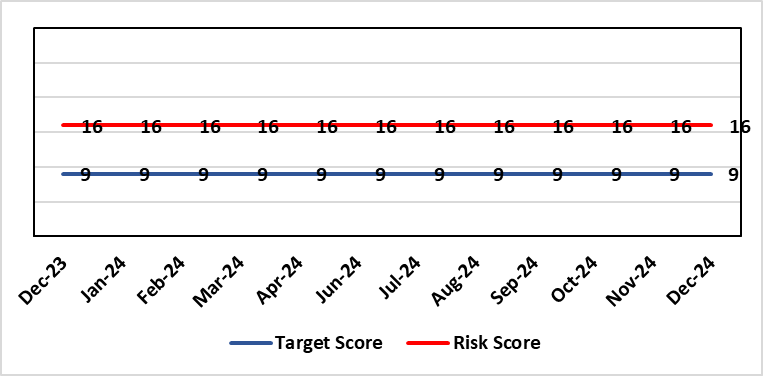 16 16 16 16 16 16 16 16 16 16 16 16
9 9 9 9 9 9 9 9 9 9 9 9
Dec-23 Jan-24 Feb-24 Mar-24 Apr-24 Jun-24 Jul-24 Aug-24 Sep-24 Oct-24 Nov-24 Dec-24
Target Score Risk Score